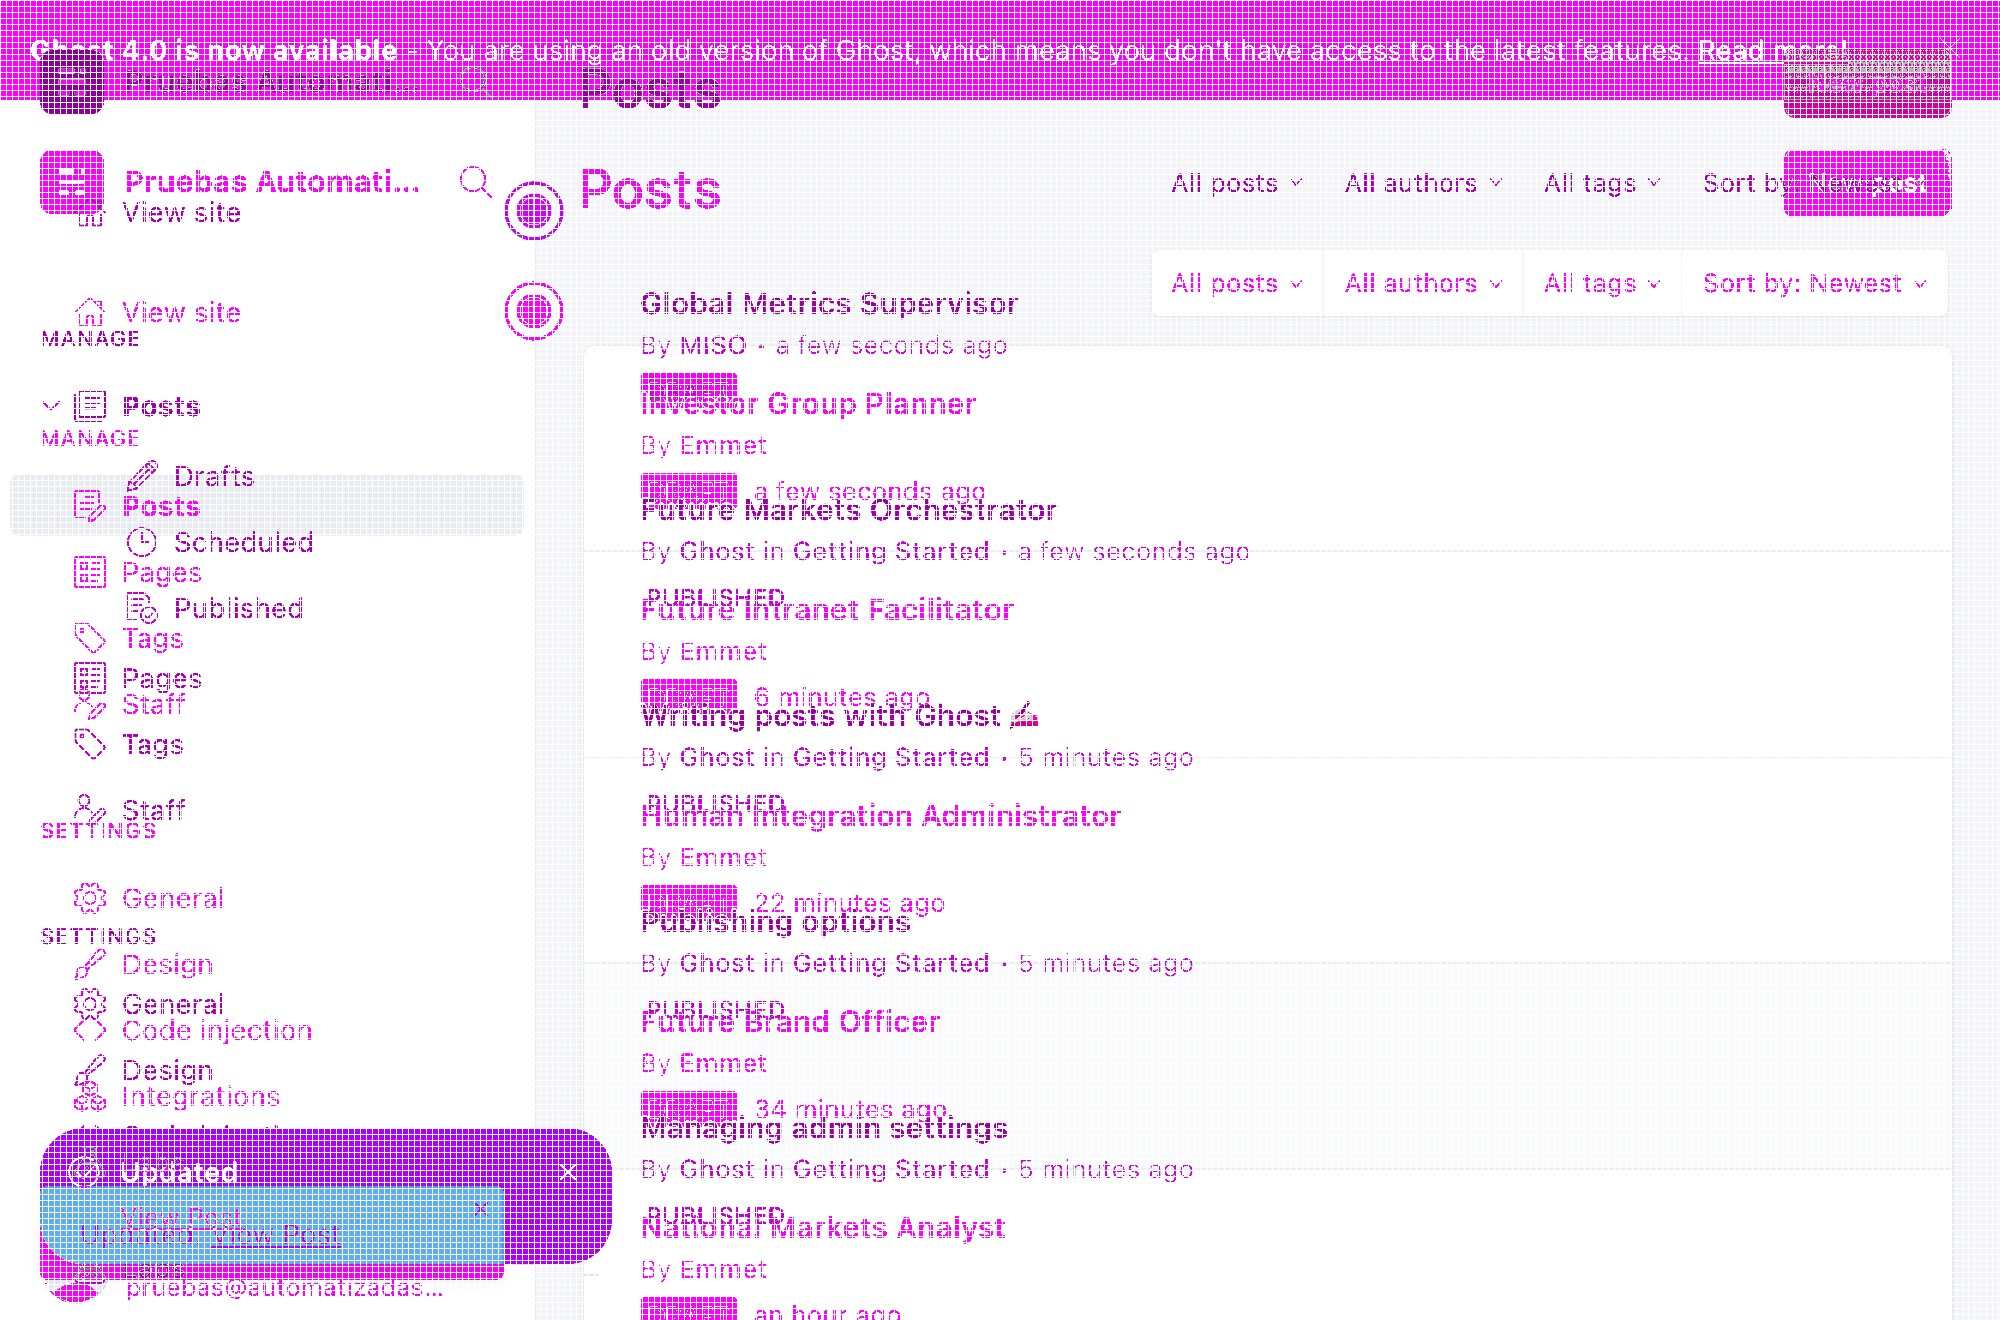 Ghost 4.0 is now available - You are using an old version of Ghost, which means you don't have access to the latest features. Read more!
Pruebas Automati...
Posts
Pruebas Automati...
Posts
All posts
All authors
All tags
Sort by: Newest
New post
View site
View site
All posts
All authors
All tags
Sort by: Newest
MANAGE
Posts
MANAGE
Drafts
Posts
Scheduled
Pages
Published
Tags
Pages
Staff
Tags
Staff
SETTINGS
General
SETTINGS
Design
General
Code injection
Design
Integrations
Global Metrics Supervisor
By MISO · a few seconds ago
Investor Group Planner
By Emmet
a few seconds ago
Future Markets Orchestrator
By Ghost in Getting Started · a few seconds ago
PUBLISHED
Future Intranet Facilitator
By Emmet
6 minutes ago
Writing posts with Ghost
By Ghost in Getting Started · 5 minutes ago
PUBLISHED
Human Integration Administrator
By Emmet
22 minutes ago
Publishing options
By Ghost in Getting Started · 5 minutes ago
PUBLISHED
Future Brand Officer
By Emmet
34 minutes ago
Managing admin settings
By Ghost in Getting Started · 5 minutes ago
PUBLISHED
National Markets Analyst
By Emmet
an hour ago
Updated
View Post
Updated View Post
pruebas@automatizadas...